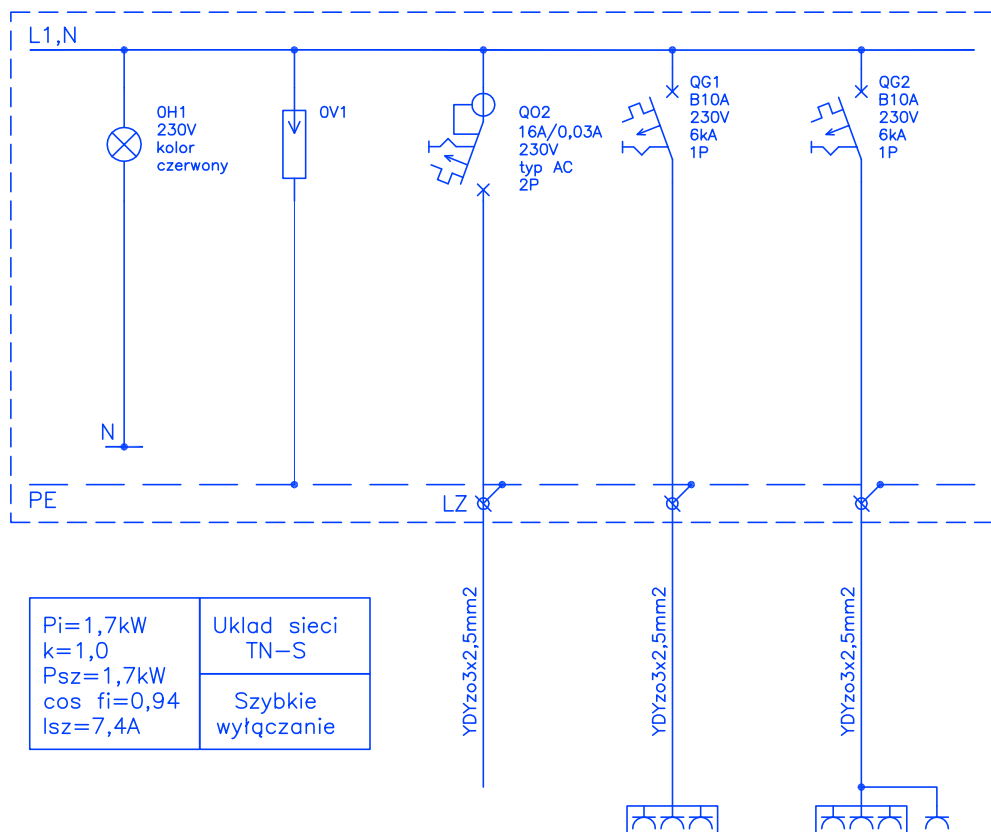 L1,N
0H1
230V
kolor
czerwony
0V1
QO2
16A/0,03A
230V
typ AC
2P
QG1
B10A
230V
6kA
1P
QG2
B10A
230V
6kA
1P
N
PE
LZ
YDYzo3x2,5mm2
YDYzo3x2,5mm2
YDYzo3x2,5mm2
Pi=1,7kW
k=1,0
Psz=1,7kW
cos fi=0,94
Isz=7,4A
Uklad sieci
TN-S
Szybkie
wyłączanie